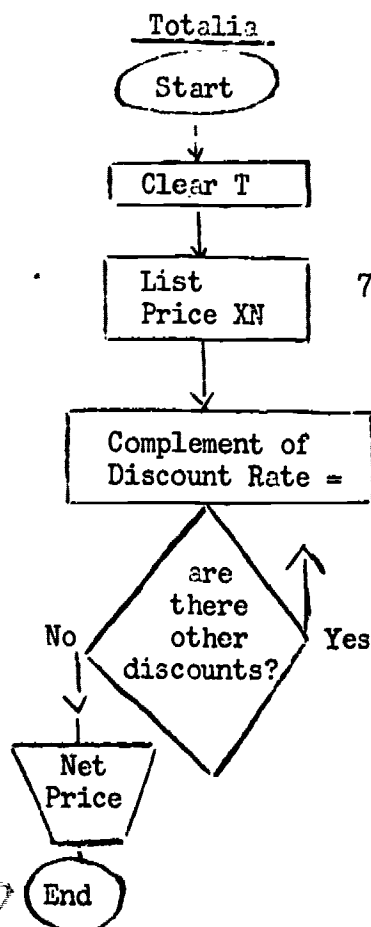 Totalia
Start
Clear T
List
Price XN
7
Complement of
Discount Rate =
are
there
other
discounts?
No
Yes
Net
Price
End